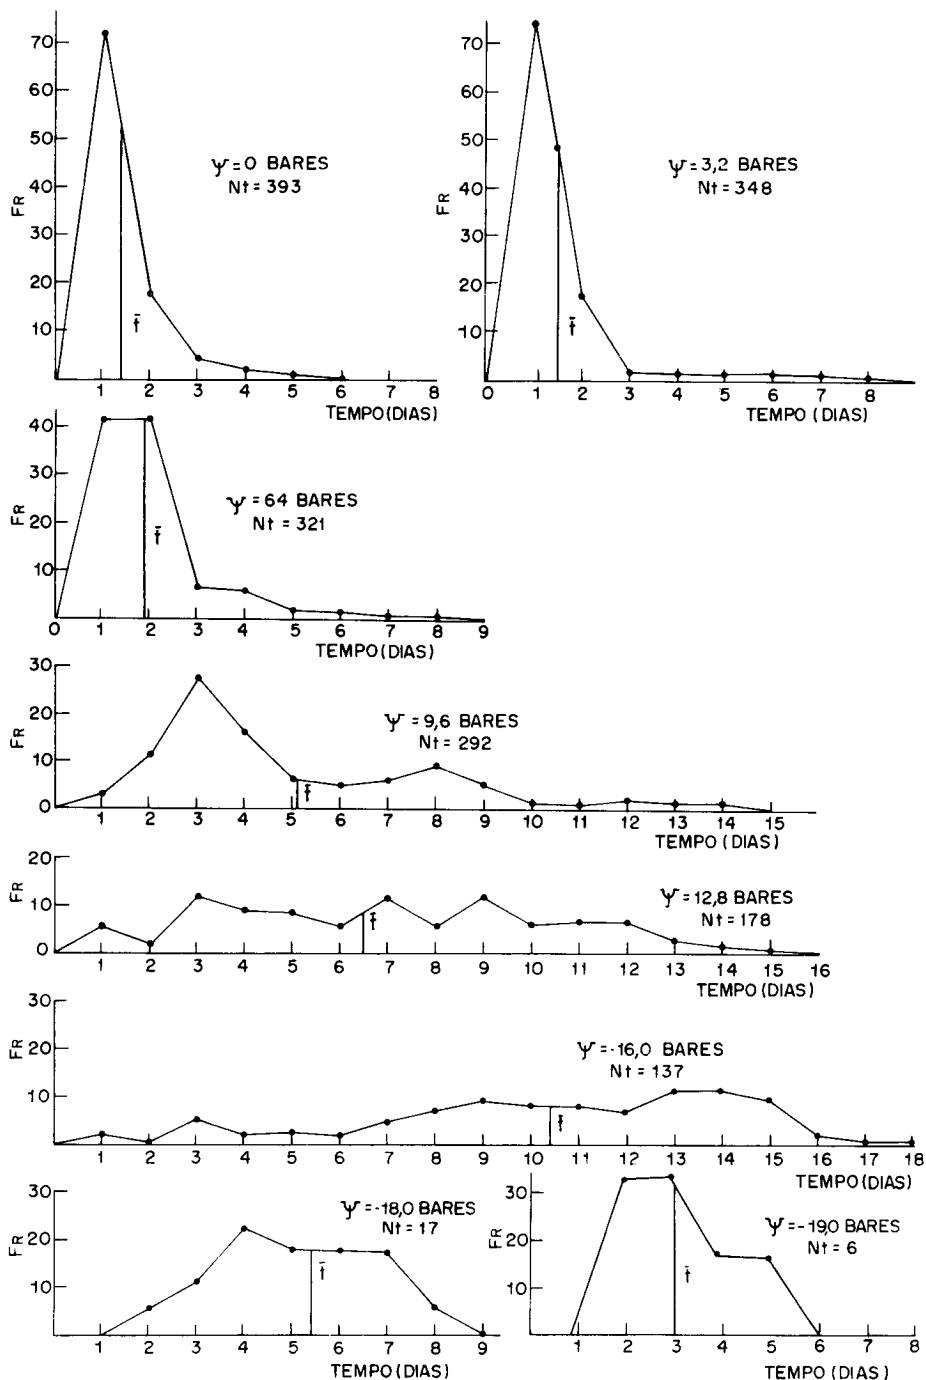 70
60
50
40
30
20
10
FR
Ψ = 0 BARES
Nt = 393
t̄
1 2 3 4 5 6 7 8
TEMPO (DIAS)
70
60
50
40
30
20
10
FR
Ψ = 3,2 BARES
Nt = 348
t̄
0 1 2 3 4 5 6 7 8
TEMPO (DIAS)
40
30
20
10
FR
Ψ = 64 BARES
Nt = 321
t̄
0 1 2 3 4 5 6 7 8 9
TEMPO (DIAS)
30
20
10
0
FR
Ψ = 9,6 BARES
Nt = 292
t̄
1 2 3 4 5 6 7 8 9 10 11 12 13 14 15
TEMPO (DIAS)
20
10
0
FR
Ψ = 12,8 BARES
Nt = 178
t̄
1 2 3 4 5 6 7 8 9 10 11 12 13 14 15 16
TEMPO (DIAS)
30
20
10
FR
Ψ = -16,0 BARES
Nt = 137
t̄
1 2 3 4 5 6 7 8 9 10 11 12 13 14 15 16 17 18
TEMPO (DIAS)
30
20
10
FR
Ψ = -18,0 BARES
Nt = 17
t̄
1 2 3 4 5 6 7 8 9
TEMPO (DIAS)
30
20
10
FR
Ψ = -19,0 BARES
Nt = 6
t̄
1 2 3 4 5 6 7 8
TEMPO (DIAS)